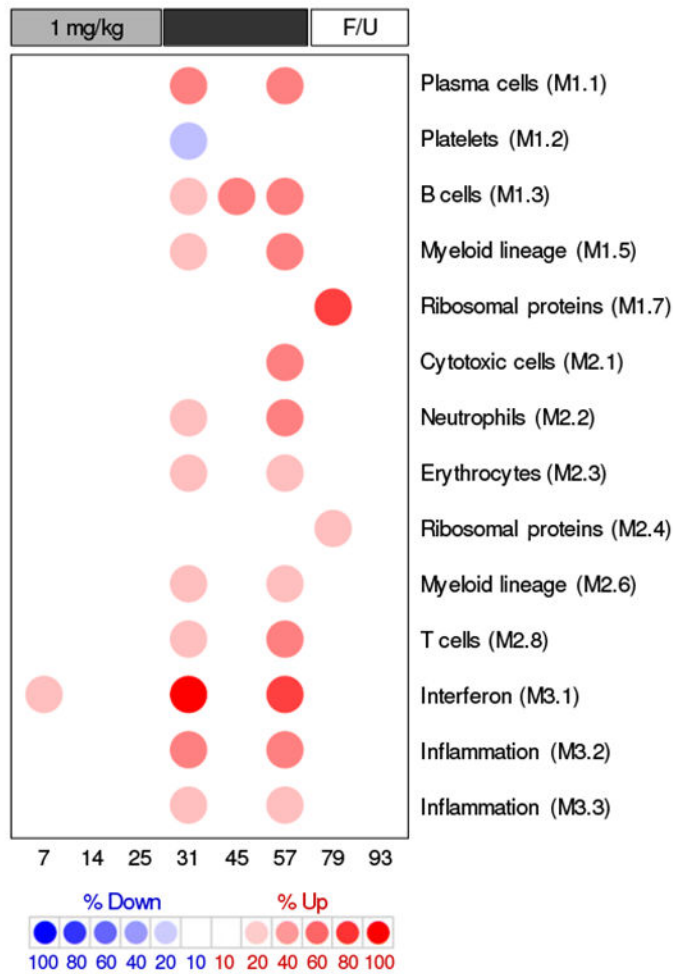 1 mg/kg F/U
Plasma cells (M1.1)
Platelets (M1.2)
B cells (M1.3)
Myeloid lineage (M1.5)
Ribosomal proteins (M1.7)
Cytotoxic cells (M2.1)
Neutrophils (M2.2)
Erythrocytes (M2.3)
Ribosomal proteins (M2.4)
Myeloid lineage (M2.6)
T cells (M2.8)
Interferon (M3.1)
Inflammation (M3.2)
Inflammation (M3.3)
7 14 25 31 45 57 79 93
% Down % Up
100 80 60 40 20 10 10 20 40 60 80 100